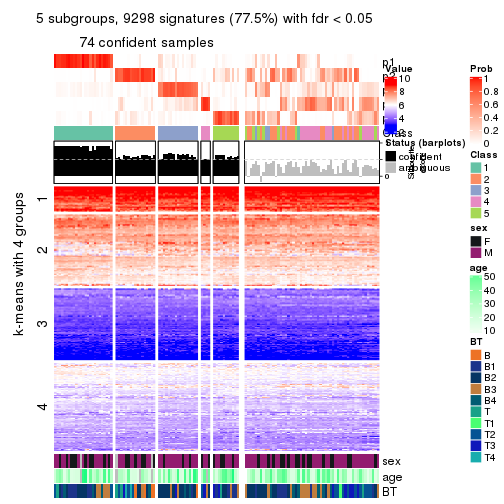 5 subgroups, 9298 signatures (77.5%) with fdr < 0.05
74 confident samples
p1
Class
k-means with 4 groups
1
2
3
4
sex
age
BT
Value
10
8
6
4
Status (barplots)
confident
ambiguous
0
Prob
1
0.8
0.6
0.4
0.2
0
Class
1
2
3
4
5
sex
F
M
age
50
40
30
20
10
BT
B
B1
B2
B3
B4
T
T1
T2
T3
T4